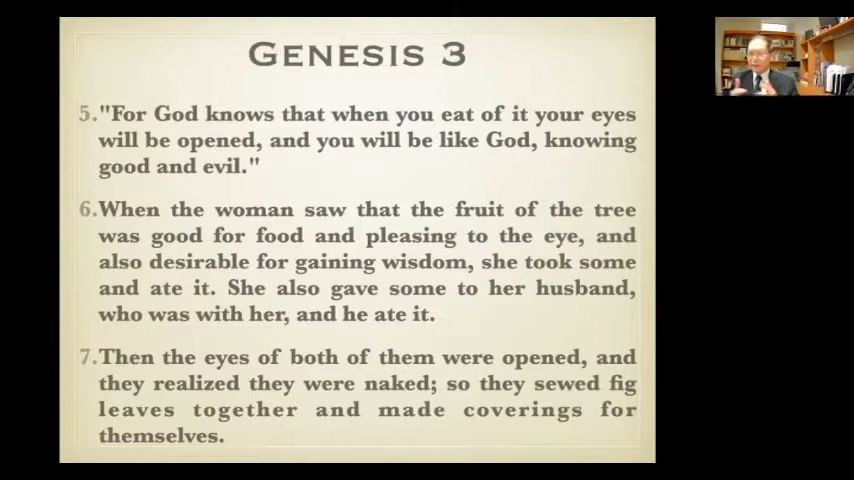 GENESIS 3
5."For God knows that when you eat of it your eyes
will be opened, and you will be like God, knowing
good and evil."
6.When the woman saw that the fruit of the tree
was good for food and pleasing to the eye, and
also desirable for gaining wisdom, she took some
and ate it. She also gave some to her husband,
who was with her, and he ate it.
7.Then the eyes of both of them were opened, and
they realized they were naked; so they sewed fig
leaves together and made coverings for
themselves.